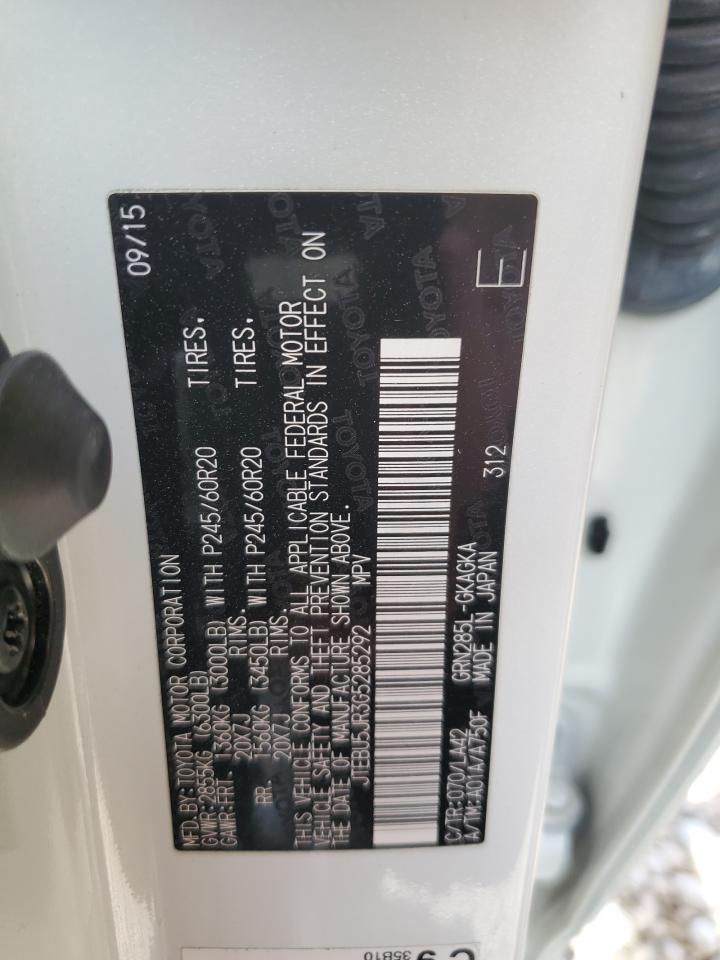 MFD.BY:TOYOTA MOTOR CORPORATION 09/15
GVWR:2855KG (6300LB)
GAWR:FRT- 1360KG (3000LB) WITH P245/60R20 TIRES,
20X7J RIMS.
RR- 1560KG (3450LB) WITH P245/60R20 TIRES,
20X7J RIMS.
THIS VEHICLE CONFORMS TO ALL APPLICABLE FEDERAL MOTOR
VEHICLE SAFETY AND THEFT PREVENTION STANDARDS IN EFFECT ON
THE DATE OF MANUFACTURE SHOWN ABOVE.
JTEBU5JR3G5285292 MPV
C/TR:070/LA42 GRN285L-GKAGKA
A/TM:A01A/A750F MADE IN JAPAN 312 E
35B10